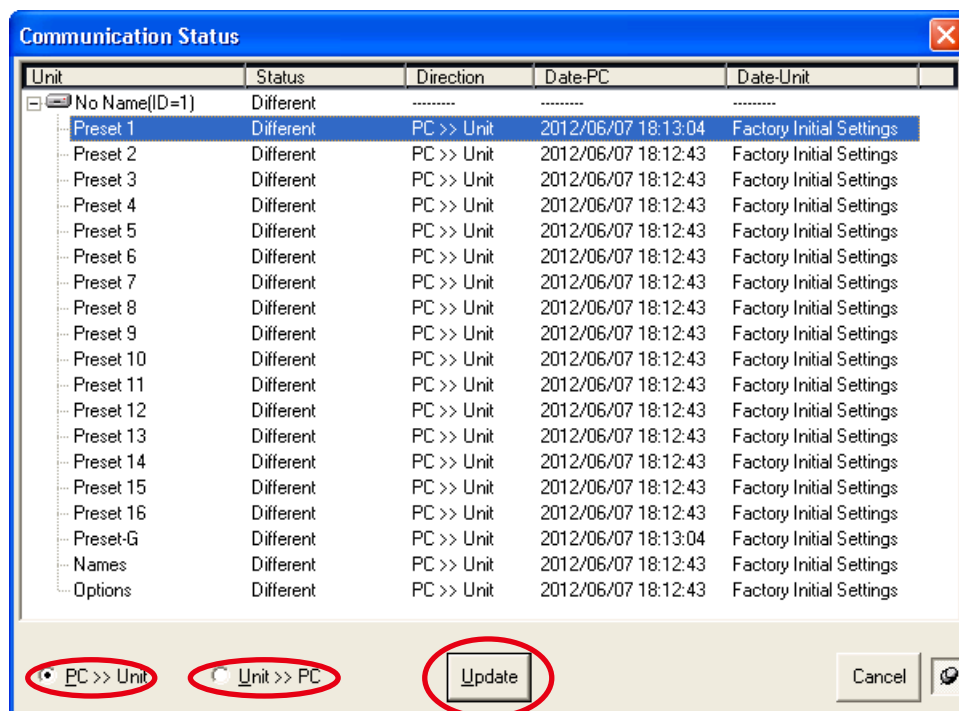 Communication Status
Unit Status Direction Date-PC Date-Unit
No Name(ID=1) Different --------- --------- ---------
Preset 1 Different PC >> Unit 2012/06/07 18:13:04 Factory Initial Settings
Preset 2 Different PC >> Unit 2012/06/07 18:12:43 Factory Initial Settings
Preset 3 Different PC >> Unit 2012/06/07 18:12:43 Factory Initial Settings
Preset 4 Different PC >> Unit 2012/06/07 18:12:43 Factory Initial Settings
Preset 5 Different PC >> Unit 2012/06/07 18:12:43 Factory Initial Settings
Preset 6 Different PC >> Unit 2012/06/07 18:12:43 Factory Initial Settings
Preset 7 Different PC >> Unit 2012/06/07 18:12:43 Factory Initial Settings
Preset 8 Different PC >> Unit 2012/06/07 18:12:43 Factory Initial Settings
Preset 9 Different PC >> Unit 2012/06/07 18:12:43 Factory Initial Settings
Preset 10 Different PC >> Unit 2012/06/07 18:12:43 Factory Initial Settings
Preset 11 Different PC >> Unit 2012/06/07 18:12:43 Factory Initial Settings
Preset 12 Different PC >> Unit 2012/06/07 18:12:43 Factory Initial Settings
Preset 13 Different PC >> Unit 2012/06/07 18:12:43 Factory Initial Settings
Preset 14 Different PC >> Unit 2012/06/07 18:12:43 Factory Initial Settings
Preset 15 Different PC >> Unit 2012/06/07 18:12:43 Factory Initial Settings
Preset 16 Different PC >> Unit 2012/06/07 18:12:43 Factory Initial Settings
Preset-G Different PC >> Unit 2012/06/07 18:13:04 Factory Initial Settings
Names Different PC >> Unit 2012/06/07 18:12:43 Factory Initial Settings
Options Different PC >> Unit 2012/06/07 18:12:43 Factory Initial Settings
PC >> Unit Unit >> PC Update Cancel